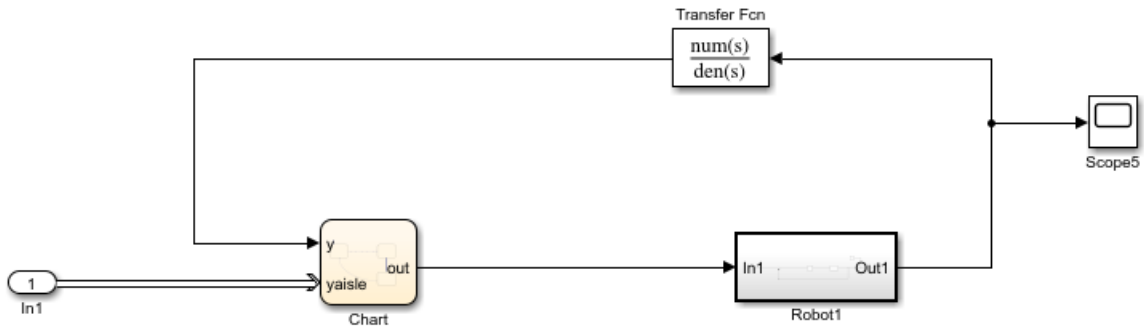 Transfer Fcn
num(s)
den(s)
Scope5
y
out
yaisle
Chart
1
In1
In1
Out1
Robot1